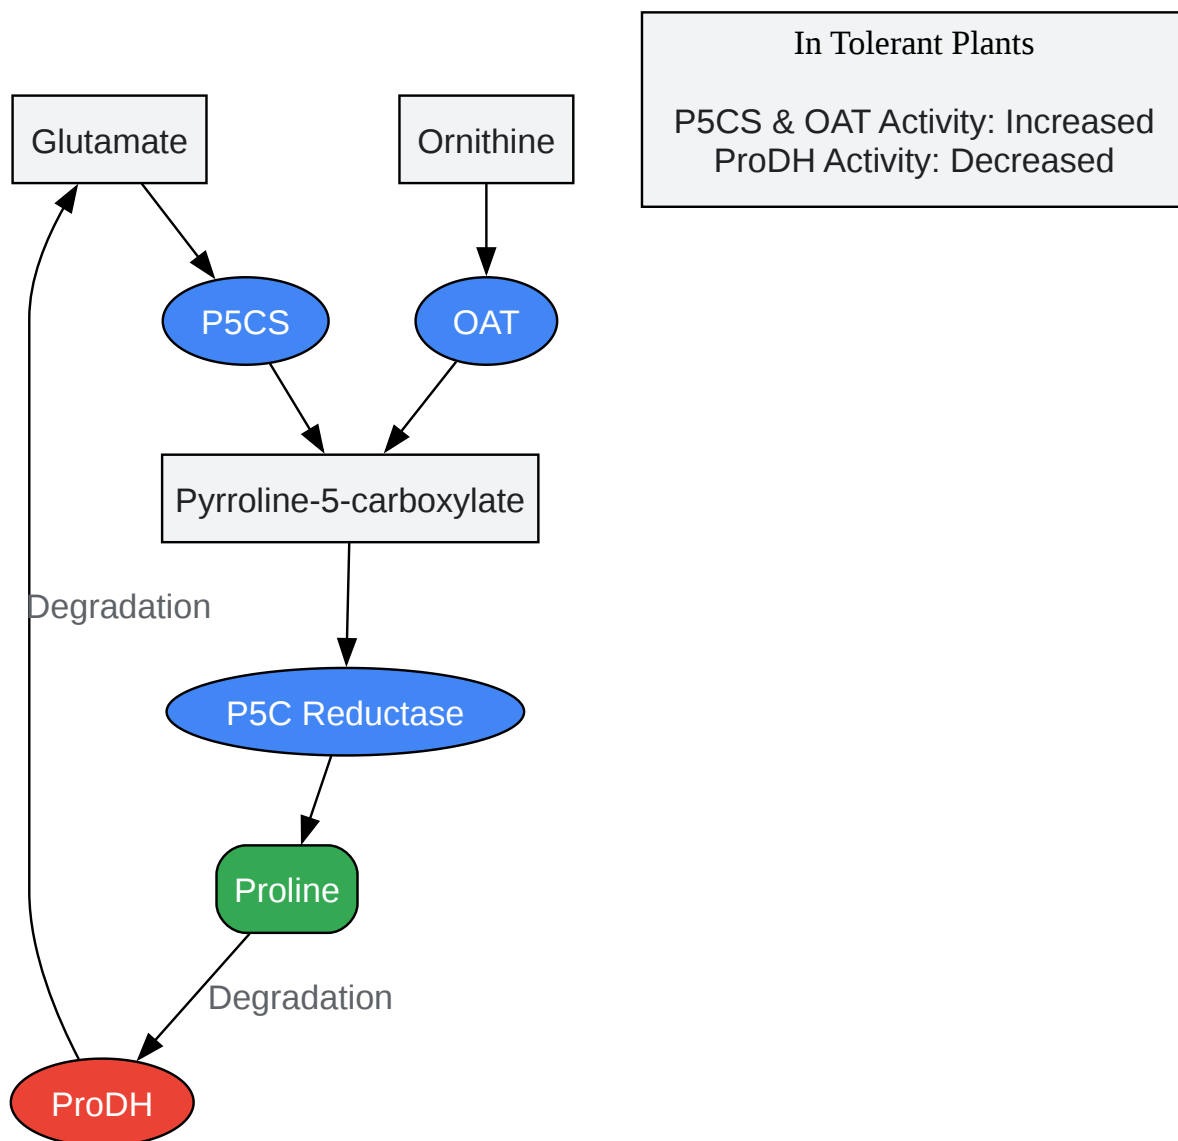 In Tolerant Plants
P5CS & OAT Activity: Increased
ProDH Activity: Decreased
Glutamate
Ornithine
P5CS
OAT
Pyrroline-5-carboxylate
Degradation
P5C Reductase
Proline
Degradation
ProDH